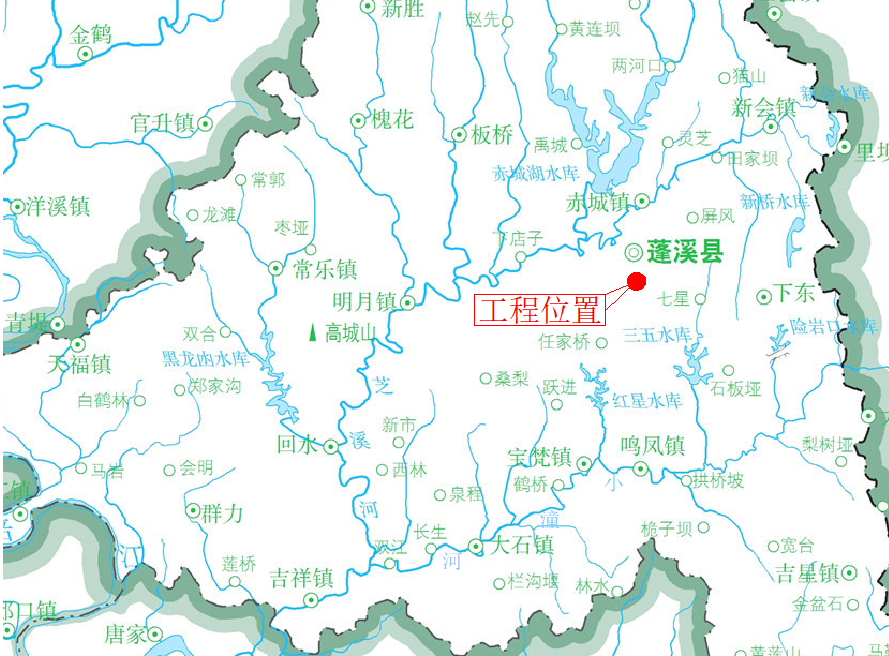 新胜
赵先
黄连坝
金鹤
两河口
猫山
新会水库
新会镇
官升镇
槐花
板桥
禹城
灵芝
田家坝
里坝
赤城湖水库
常郭
洋溪镇
龙滩
枣垭
赤城镇
屏风
新桥水库
下店子
蓬溪县
常乐镇
明月镇
工程位置
七星
下东
青堤
双合
高城山
任家桥
三五水库
险岩口水库
天福镇
黑龙凼水库
白鹤林
郑家沟
芝
桑梨
跃进
石板垭
红星水库
新市
回水
溪
宝梵镇
鸣凤镇
梨树垭
马岩
会明
西林
鹤桥
小
拱桥坡
泉程
群力
河
潼
桅子坝
长生
双江
大石镇
江
河
宽台
莲桥
吉祥镇
栏沟堰
林水
吉星镇
金盆石
郪口镇
唐家
黄莲山